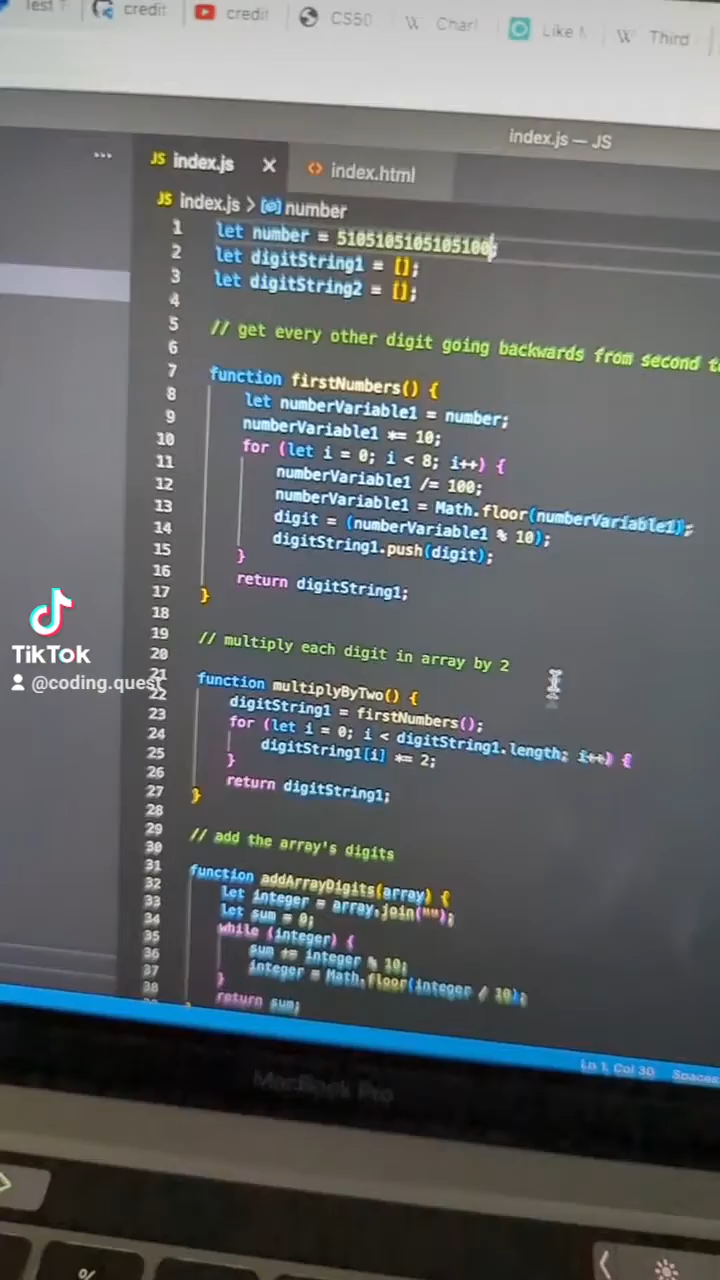 Test
credit
credit
CS50
W Charl
Like
W Third
index.js — JS
... JS index.js X <> index.html
JS index.js > number
1 let number = 5105105105105100;
2 let digitString1 = [];
3 let digitString2 = [];
4
5 // get every other digit going backwards from second to
6
7 function firstNumbers() {
8 let numberVariable1 = number;
9 numberVariable1 *= 10;
10 for (let i = 0; i < 8; i++) {
11 numberVariable1 /= 100;
12 numberVariable1 = Math.floor(numberVariable1);
13 digit = (numberVariable1 % 10);
14 digitString1.push(digit);
15 }
16 return digitString1;
17 }
18
19 // multiply each digit in array by 2
20
21 function multiplyByTwo() {
22 digitString1 = firstNumbers();
23 for (let i = 0; i < digitString1.length; i++) {
24 digitString1[i] *= 2;
25 }
26 return digitString1;
27 }
28
29 // add the array's digits
30
31 function addArrayDigits(array) {
32 let integer = array.join("");
33 let sum = 0;
34 while (integer) {
35 sum += integer % 10;
36 integer = Math.floor(integer / 10);
37 }
38 return sum;
TikTok
@coding.quest
Ln 1, Col 30 Spaces
MacBook Pro
%